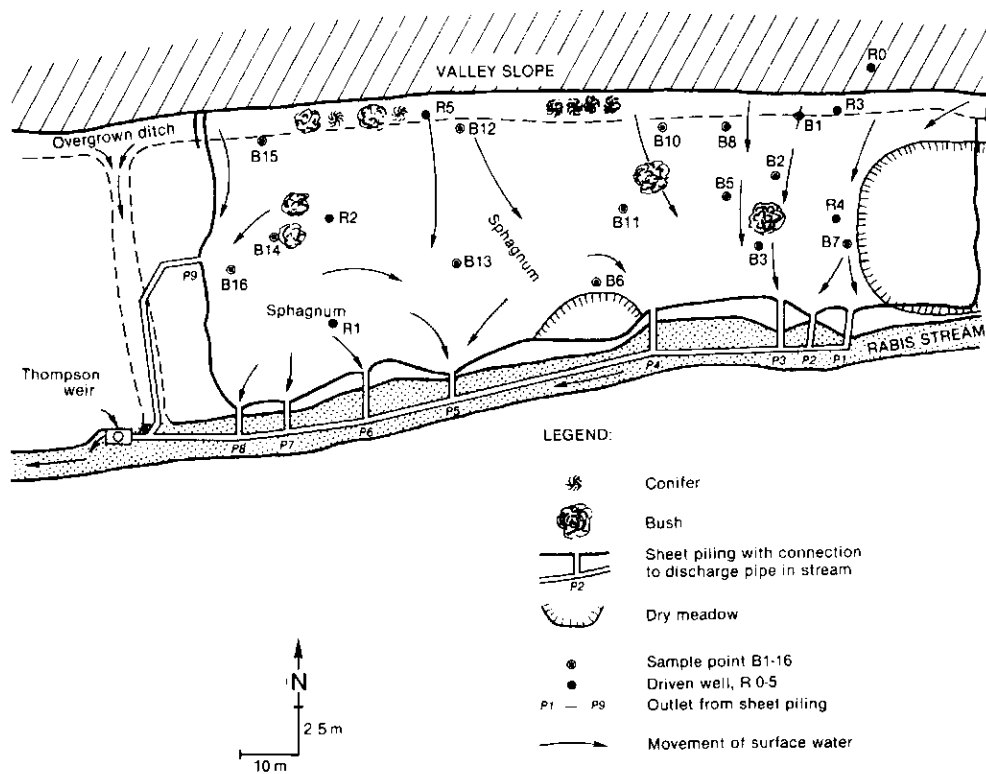 R0
VALLEY SLOPE
R5
R3
Overgrown ditch
B12
B1
B15
B10
B8
B2
B5
R2
B11
R4
B14
Sphagnum
B3
B7
B13
P9
B16
B6
Sphagnum
R1
RABIS STREAM
Thompson
weir
P4
P3
P2
P1
P5
P6
P7
P8
LEGEND:
Conifer
Bush
Sheet piling with connection
to discharge pipe in stream
P2
Dry meadow
Sample point B1-16
Driven well, R 0-5
P1 — P9 Outlet from sheet piling
Movement of surface water
N
2 5 m
10 m